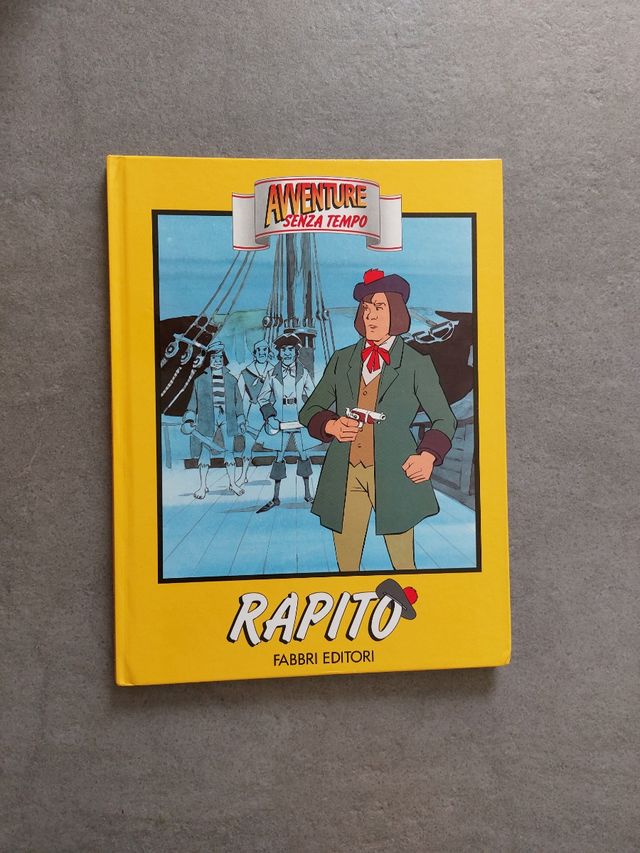 AVVENTURE
SENZA TEMPO
RAPITO
FABBRI EDITORI